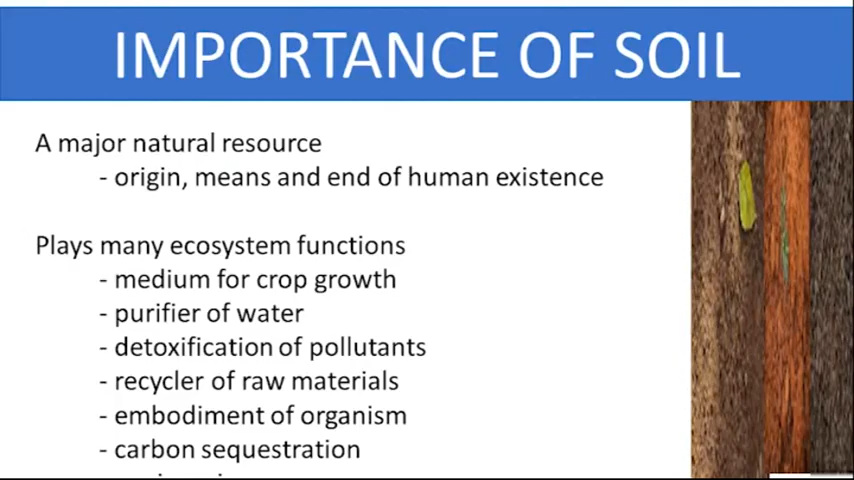 IMPORTANCE OF SOIL
A major natural resource
- origin, means and end of human existence
Plays many ecosystem functions
- medium for crop growth
- purifier of water
- detoxification of pollutants
- recycler of raw materials
- embodiment of organism
- carbon sequestration